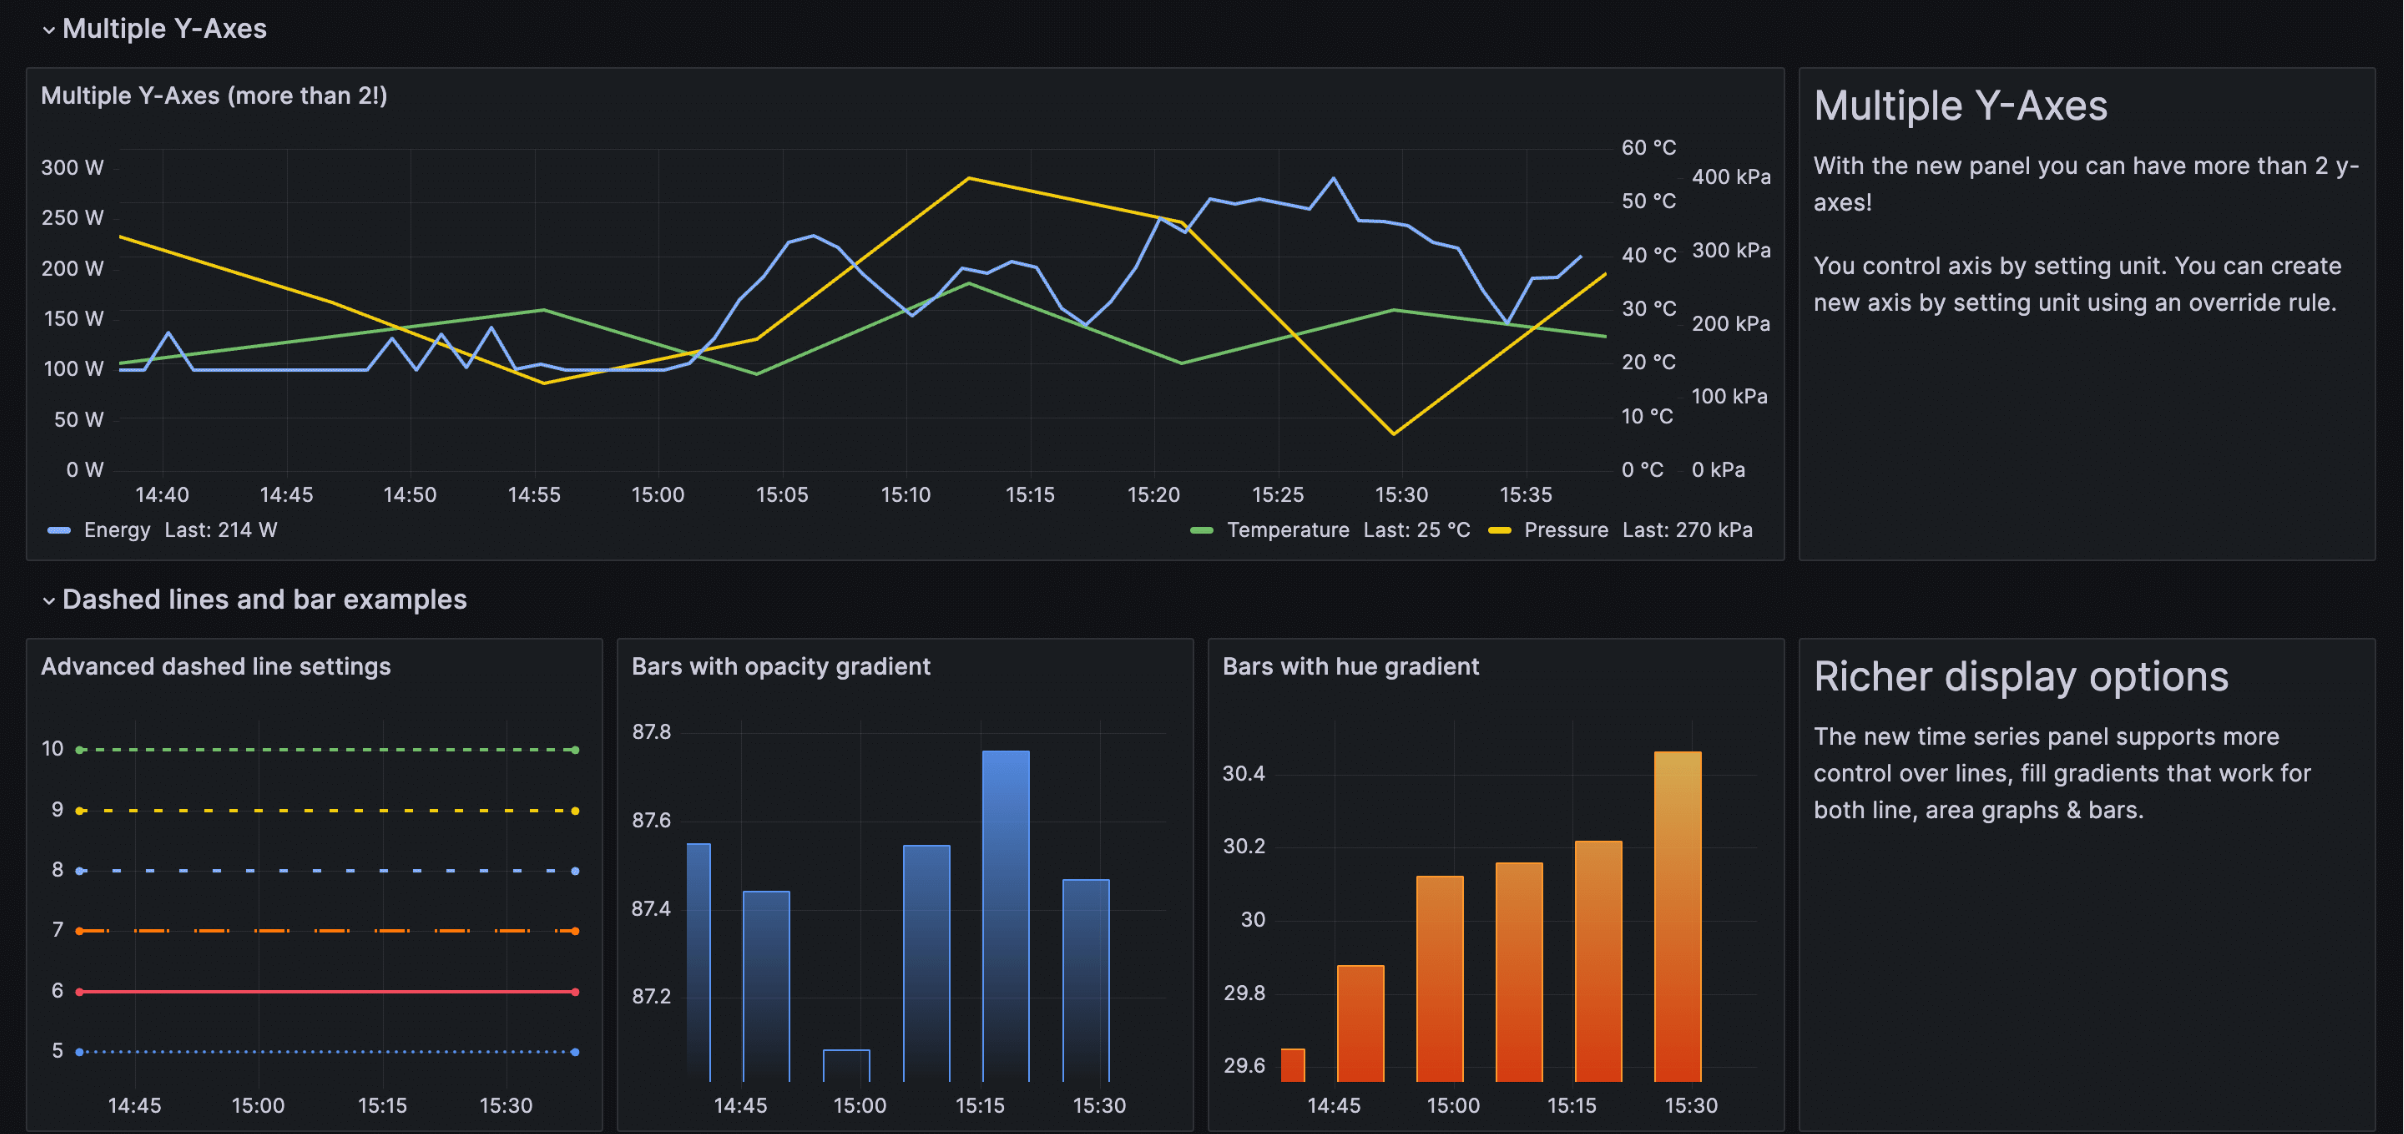 Multiple Y-Axes
Multiple Y-Axes (more than 2!)
300 W
250 W
200 W
150 W
100 W
50 W
0 W
60 °C
50 °C
40 °C
30 °C
20 °C
10 °C
0 °C
400 kPa
300 kPa
200 kPa
100 kPa
0 kPa
14:40 14:45 14:50 14:55 15:00 15:05 15:10 15:15 15:20 15:25 15:30 15:35
Energy Last: 214 W
Temperature Last: 25 °C Pressure Last: 270 kPa
Multiple Y-Axes
With the new panel you can have more than 2 y-
axes!
You control axis by setting unit. You can create
new axis by setting unit using an override rule.
Dashed lines and bar examples
Advanced dashed line settings
10
9
8
7
6
5
14:45 15:00 15:15 15:30
Bars with opacity gradient
87.8
87.6
87.4
87.2
14:45 15:00 15:15 15:30
Bars with hue gradient
30.4
30.2
30
29.8
29.6
14:45 15:00 15:15 15:30
Richer display options
The new time series panel supports more
control over lines, fill gradients that work for
both line, area graphs & bars.